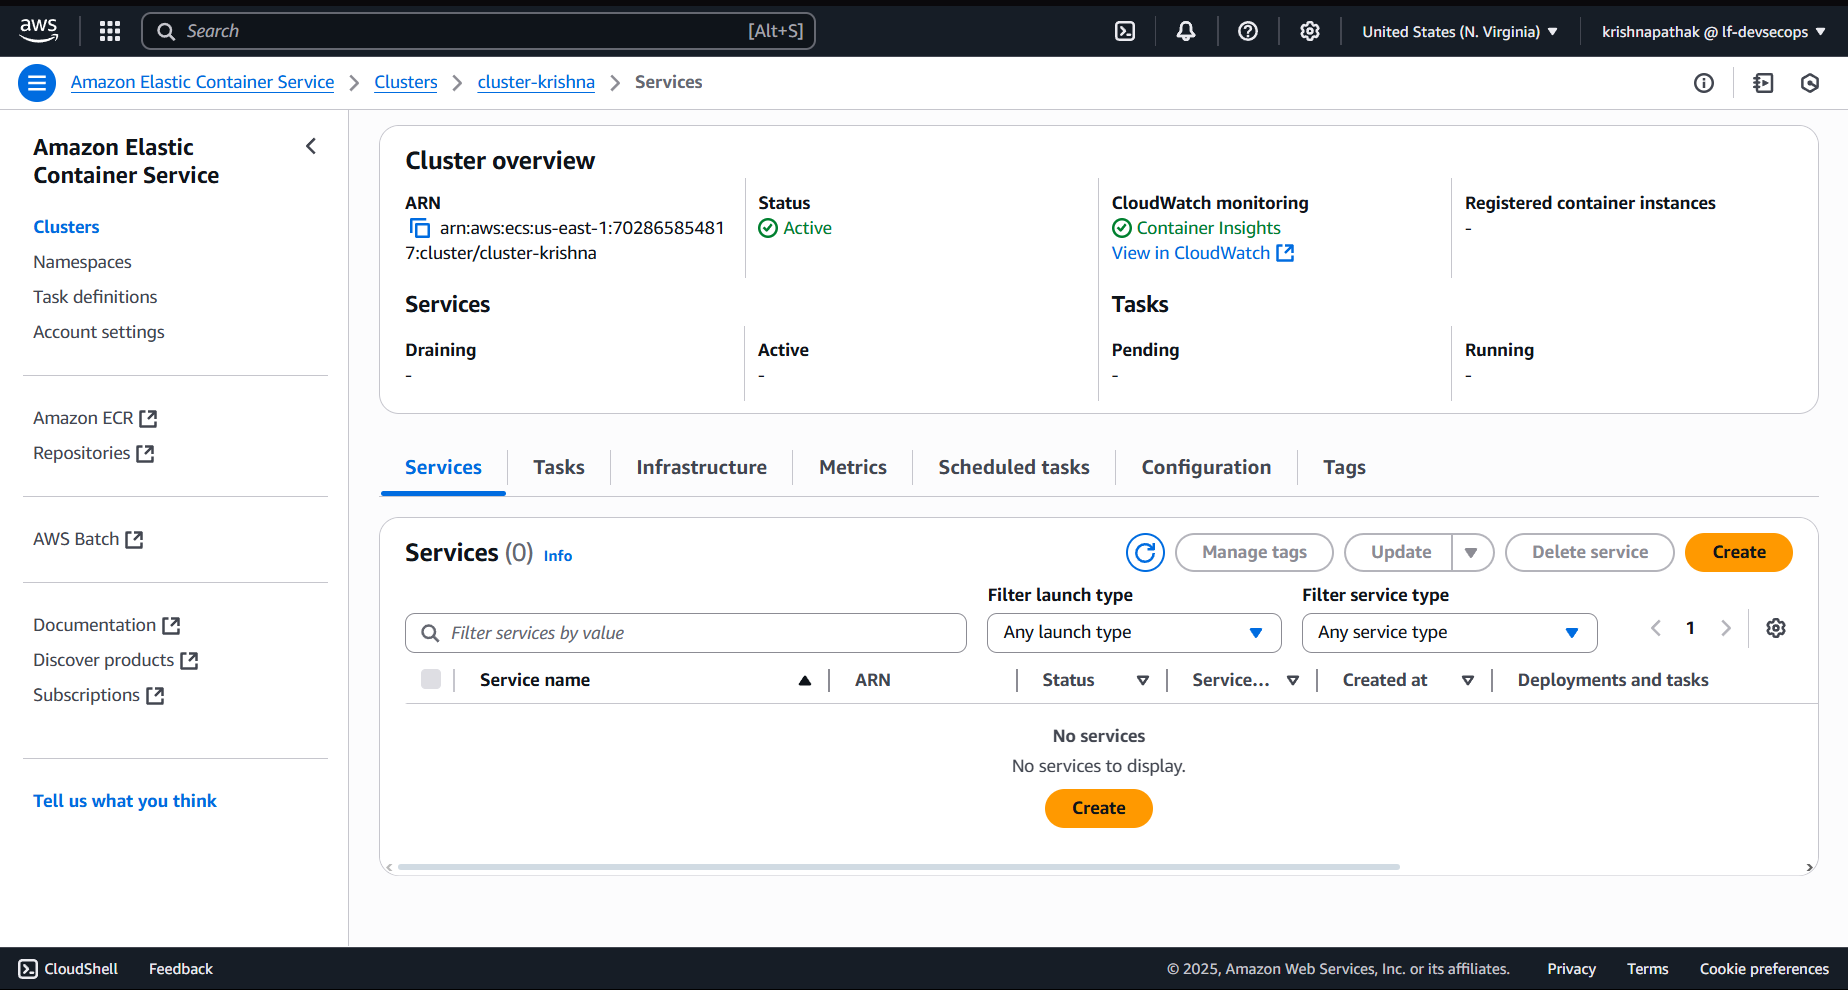 aws
Search
[Alt+S]
United States (N. Virginia)
krishnapathak @ lf-devsecops
Amazon Elastic Container Service
Clusters
cluster-krishna
Services
Amazon Elastic
Container Service
Clusters
Namespaces
Task definitions
Account settings
Amazon ECR
Repositories
AWS Batch
Documentation
Discover products
Subscriptions
Tell us what you think
Cluster overview
ARN
arn:aws:ecs:us-east-1:70286585481
7:cluster/cluster-krishna
Status
Active
CloudWatch monitoring
Container Insights
View in CloudWatch
Registered container instances
-
Services
Draining
-
Active
-
Tasks
Pending
-
Running
-
Services
Tasks
Infrastructure
Metrics
Scheduled tasks
Configuration
Tags
Services (0) Info
Manage tags
Update
Delete service
Create
Filter services by value
Filter launch type
Any launch type
Filter service type
Any service type
1
Service name
ARN
Status
Service...
Created at
Deployments and tasks
No services
No services to display.
Create
CloudShell
Feedback
© 2025, Amazon Web Services, Inc. or its affiliates.
Privacy
Terms
Cookie preferences